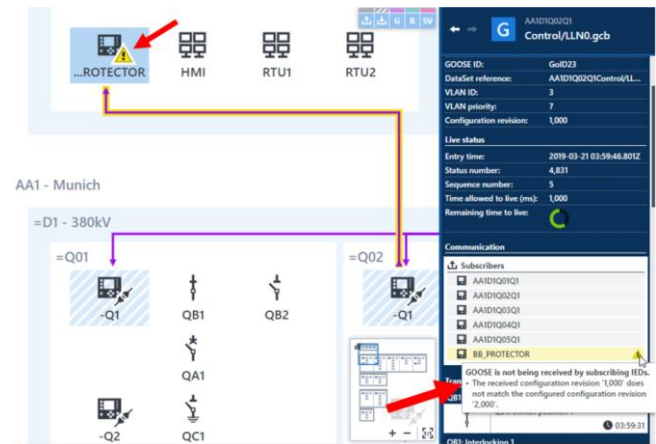 G R SV
...ROTECTOR HMI RTU1 RTU2
AA1 - Munich
=D1 - 380kV
=Q01 =Q02
-Q1 QB1 QB2 -Q1
QA1
-Q2 QC1
G AA1D1Q02Q1
Control/LLN0.gcb
GOOSE ID: GoID23
DataSet reference: AA1D1Q02Q1Control/LL...
VLAN ID: 3
VLAN priority: 7
Configuration revision: 1,000
Live status
Entry time: 2019-03-21 03:59:46.801Z
Status number: 4,831
Sequence number: 5
Time allowed to live (ms): 1,000
Remaining time to live:
Communication
Subscribers
AA1D1Q01Q1
AA1D1Q02Q1
AA1D1Q03Q1
AA1D1Q04Q1
AA1D1Q05Q1
BB_PROTECTOR
GOOSE is not being received by subscribing IEDs.
- The received configuration revision '1,000' does
not match the configured configuration revision
'2,000'.
Tran
QB1
03:59:31
QB1: Interlocking 1